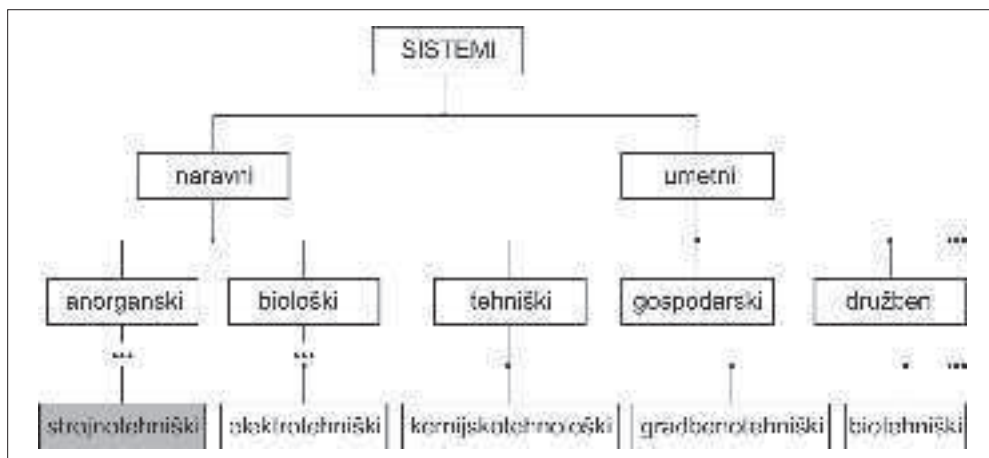 SISTEMI
naravni umetni
anorganski biološki tehniški gospodarski družben
strojnotehniški elektrotehniški kemijskotehnološki gradbenotehniški biotehniški